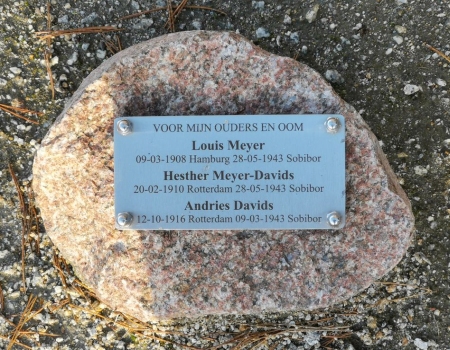 VOOR MIJN OUDERS EN OOM
Louis Meyer
09-03-1908 Hamburg 28-05-1943 Sobibor
Hesther Meyer-Davids
20-02-1910 Rotterdam 28-05-1943 Sobibor
Andries Davids
12-10-1916 Rotterdam 09-03-1943 Sobibor